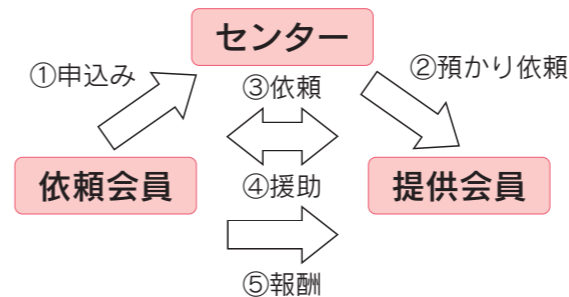 センター
①申込み
②預かり依頼
③依頼
依頼会員
④援助
提供会員
⑤報酬